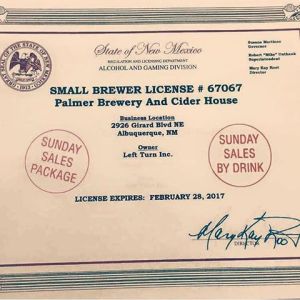 State of New Mexico
REGULATION AND LICENSING DEPARTMENT
ALCOHOL AND GAMING DIVISION
Susana Martinez
Governor
Robert "Mike" Unthank
Superintendent
Mary Kay Root
Director
SMALL BREWER LICENSE # 67067
Palmer Brewery And Cider House
Business Location
2926 Girard Blvd NE
Albuquerque, NM
Owner
Left Turn Inc.
SUNDAY
SALES
PACKAGE
SUNDAY
SALES
BY DRINK
LICENSE EXPIRES: FEBRUARY 28, 2017
Mary Kay Root
DIRECTOR